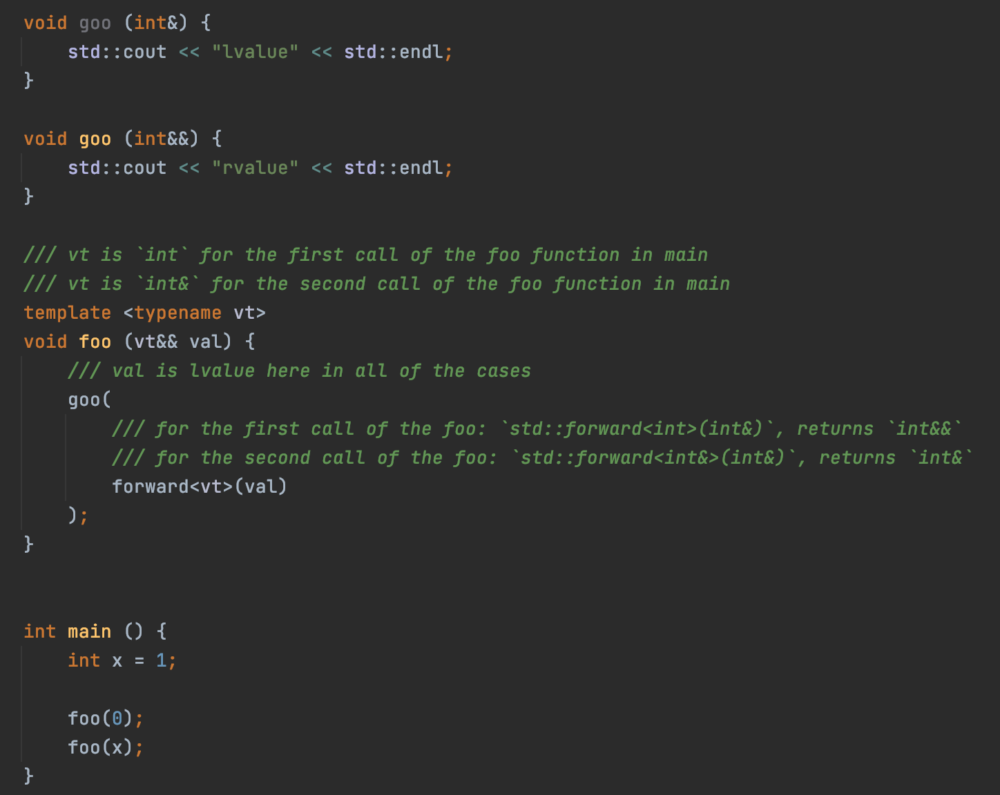 void goo (int&) {
    std::cout << "lvalue" << std::endl;
}

void goo (int&&) {
    std::cout << "rvalue" << std::endl;
}

/// vt is `int` for the first call of the foo function in main
/// vt is `int&` for the second call of the foo function in main
template <typename vt>
void foo (vt&& val) {
    /// val is lvalue here in all of the cases
    goo(
        /// for the first call of the foo: `std::forward<int>(int&)`, returns `int&&`
        /// for the second call of the foo: `std::forward<int&>(int&)`, returns `int&`
        forward<vt>(val)
    );
}


int main () {
    int x = 1;

    foo(0);
    foo(x);
}